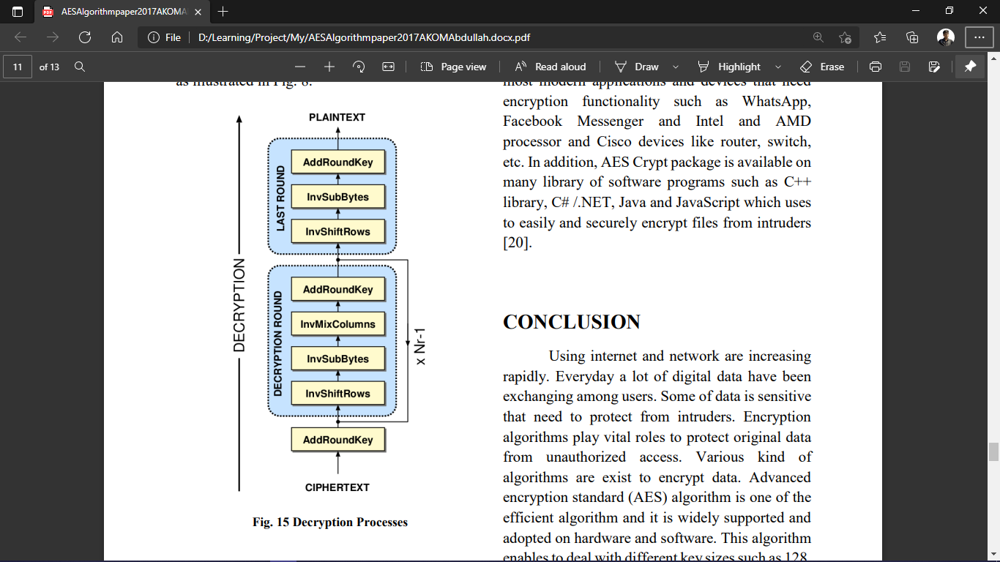 AESAlgorithmpaper2017AKOMA
File
D:/Learning/Project/My/AESAlgorithmpaper2017AKOMAbdullah.docx.pdf
11
of 13
Page view
Read aloud
Draw
Highlight
Erase
as illustrated in Fig. 8.
PLAINTEXT
AddRoundKey
InvSubBytes
InvShiftRows
LAST ROUND
AddRoundKey
InvMixColumns
InvSubBytes
InvShiftRows
DECRYPTION ROUND
x Nr-1
AddRoundKey
CIPHERTEXT
DECRYPTION
Fig. 15 Decryption Processes
most modern applications and devices that need
encryption functionality such as WhatsApp,
Facebook Messenger and Intel and AMD
processor and Cisco devices like router, switch,
etc. In addition, AES Crypt package is available on
many library of software programs such as C++
library, C# /.NET, Java and JavaScript which uses
to easily and securely encrypt files from intruders
[20].
CONCLUSION
Using internet and network are increasing
rapidly. Everyday a lot of digital data have been
exchanging among users. Some of data is sensitive
that need to protect from intruders. Encryption
algorithms play vital roles to protect original data
from unauthorized access. Various kind of
algorithms are exist to encrypt data. Advanced
encryption standard (AES) algorithm is one of the
efficient algorithm and it is widely supported and
adopted on hardware and software. This algorithm
enables to deal with different key sizes such as 128,